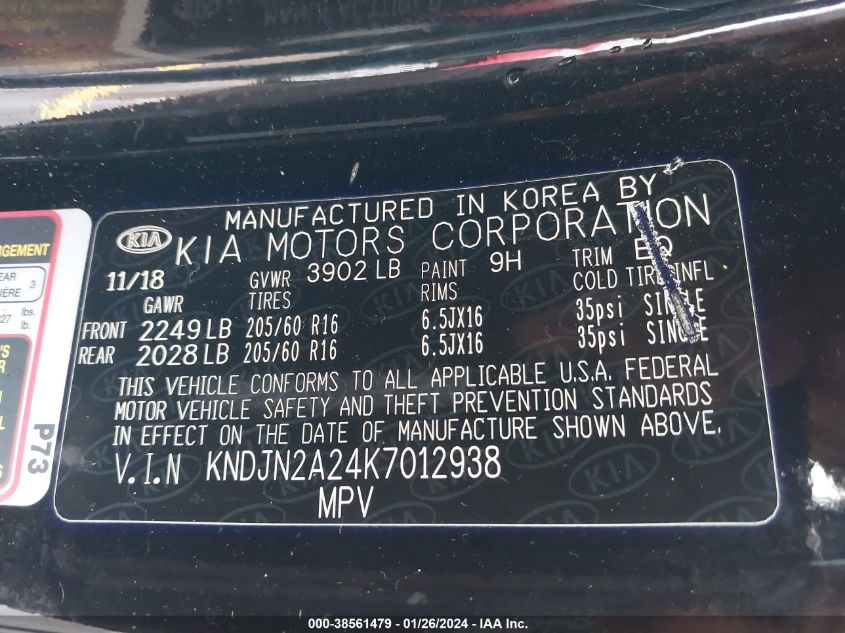 MANUFACTURED IN KOREA BY
KIA KIA MOTORS CORPORATION
11/18 GVWR 3902 LB PAINT 9H TRIM EQ
GAWR TIRES RIMS COLD TIRE INFL
FRONT 2249 LB 205/60 R16 6.5JX16 35psi SINGLE
REAR 2028 LB 205/60 R16 6.5JX16 35psi SINGLE
THIS VEHICLE CONFORMS TO ALL APPLICABLE U.S.A. FEDERAL
MOTOR VEHICLE SAFETY AND THEFT PREVENTION STANDARDS
IN EFFECT ON THE DATE OF MANUFACTURE SHOWN ABOVE.
V.I.N KNDJN2A24K7012938
MPV
P73
000-38561479 | 01/26/2024 - IAA Inc.